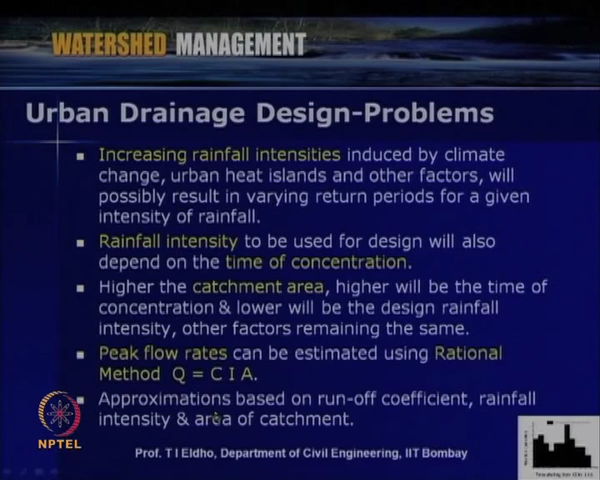 WATERSHED MANAGEMENT
Urban Drainage Design-Problems
Increasing rainfall intensities induced by climate
change, urban heat islands and other factors, will
possibly result in varying return periods for a given
intensity of rainfall.
Rainfall intensity to be used for design will also
depend on the time of concentration.
Higher the catchment area, higher will be the time of
concentration & lower will be the design rainfall
intensity, other factors remaining the same.
Peak flow rates can be estimated using Rational
Method Q = C I A.
Approximations based on run-off coefficient, rainfall
intensity & area of catchment.
NPTEL
Prof. T I Eldho, Department of Civil Engineering, IIT Bombay